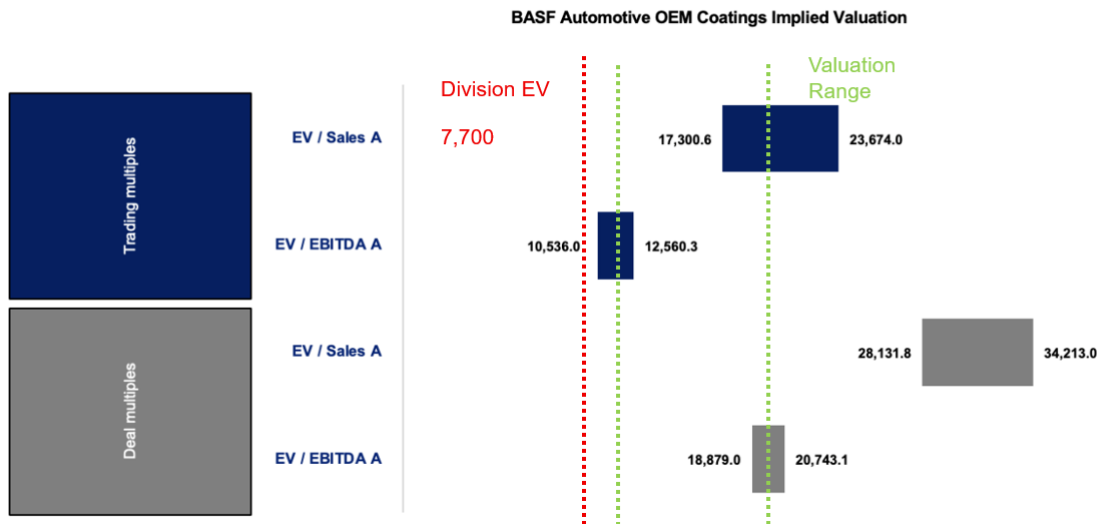 BASF Automotive OEM Coatings Implied Valuation
Division EV
7,700
Valuation
Range
Trading multiples
EV / Sales A
17,300.6
23,674.0
EV / EBITDA A
10,536.0
12,560.3
Deal multiples
EV / Sales A
28,131.8
34,213.0
EV / EBITDA A
18,879.0
20,743.1